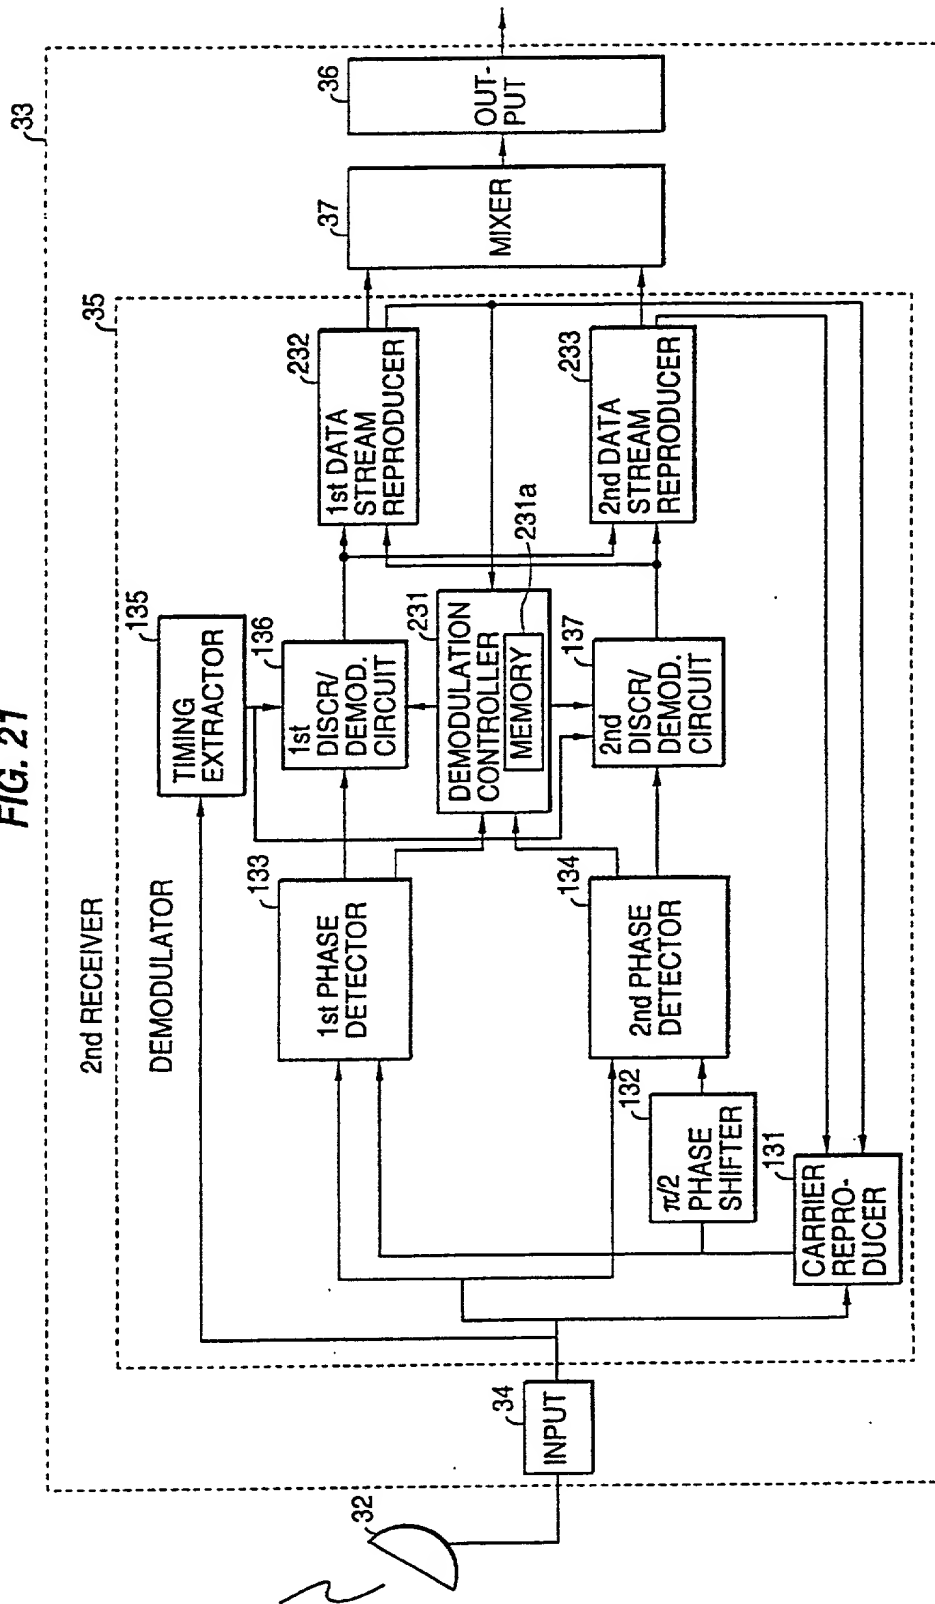 FIG. 21
33
2nd RECEIVER
35
DEMODULATOR
32
34
INPUT
135
TIMING
EXTRACTOR
133
1st PHASE
DETECTOR
136
1st
DISCR/
DEMOD.
CIRCUIT
232
1st DATA
STREAM
REPRODUCER
231
DEMODULATION
CONTROLLER
MEMORY
231a
134
2nd PHASE
DETECTOR
137
2nd
DISCR/
DEMOD.
CIRCUIT
233
2nd DATA
STREAM
REPRODUCER
132
π/2
PHASE
SHIFTER
131
CARRIER
REPRO-
DUCER
37
MIXER
36
OUT-
PUT